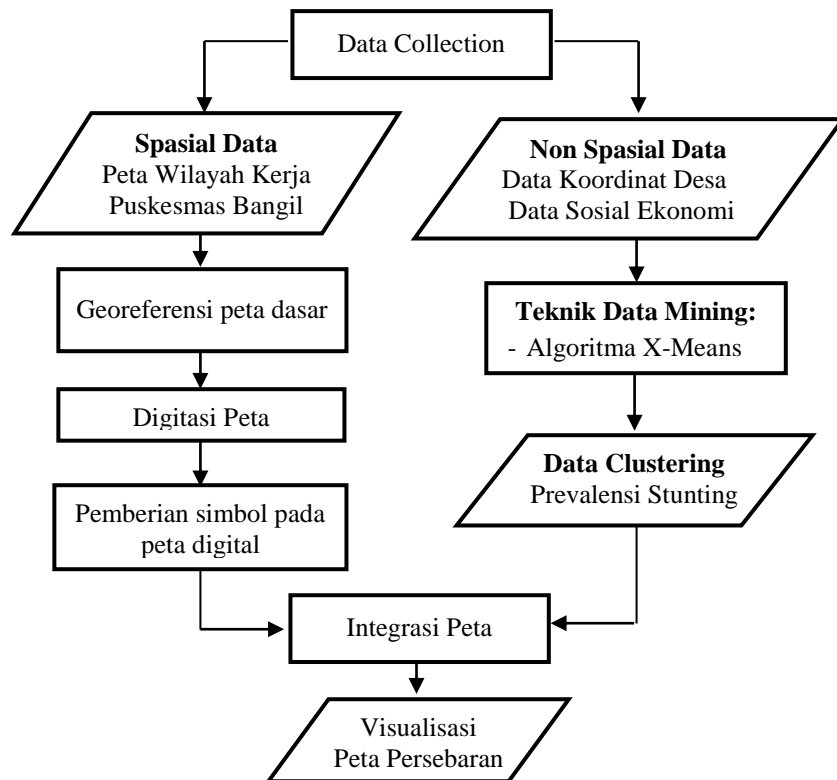 Data Collection
Spasial Data
Peta Wilayah Kerja
Puskesmas Bangil
Non Spasial Data
Data Koordinat Desa
Data Sosial Ekonomi
Georeferensi peta dasar
Teknik Data Mining:
- Algoritma X-Means
Digitasi Peta
Data Clustering
Prevalensi Stunting
Pemberian simbol pada
peta digital
Integrasi Peta
Visualisasi
Peta Persebaran